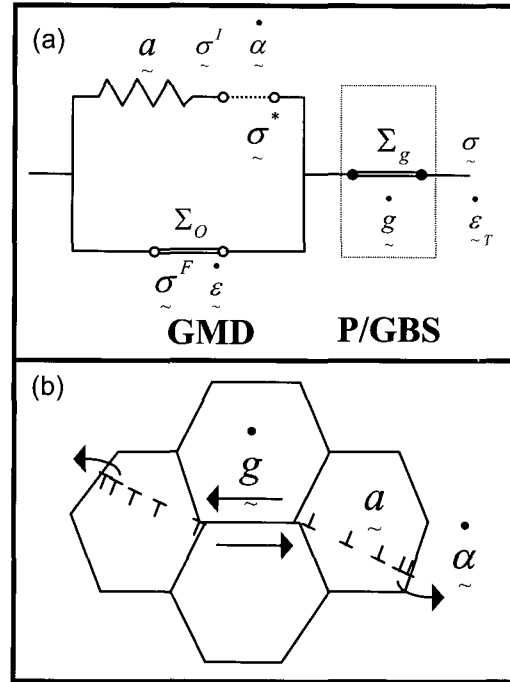 (a)
a σ^I α̇
σ^*
Σ_g σ
ġ ε̇_T
Σ_O
σ^F ε̇
GMD P/GBS
(b)
ġ
a
α̇